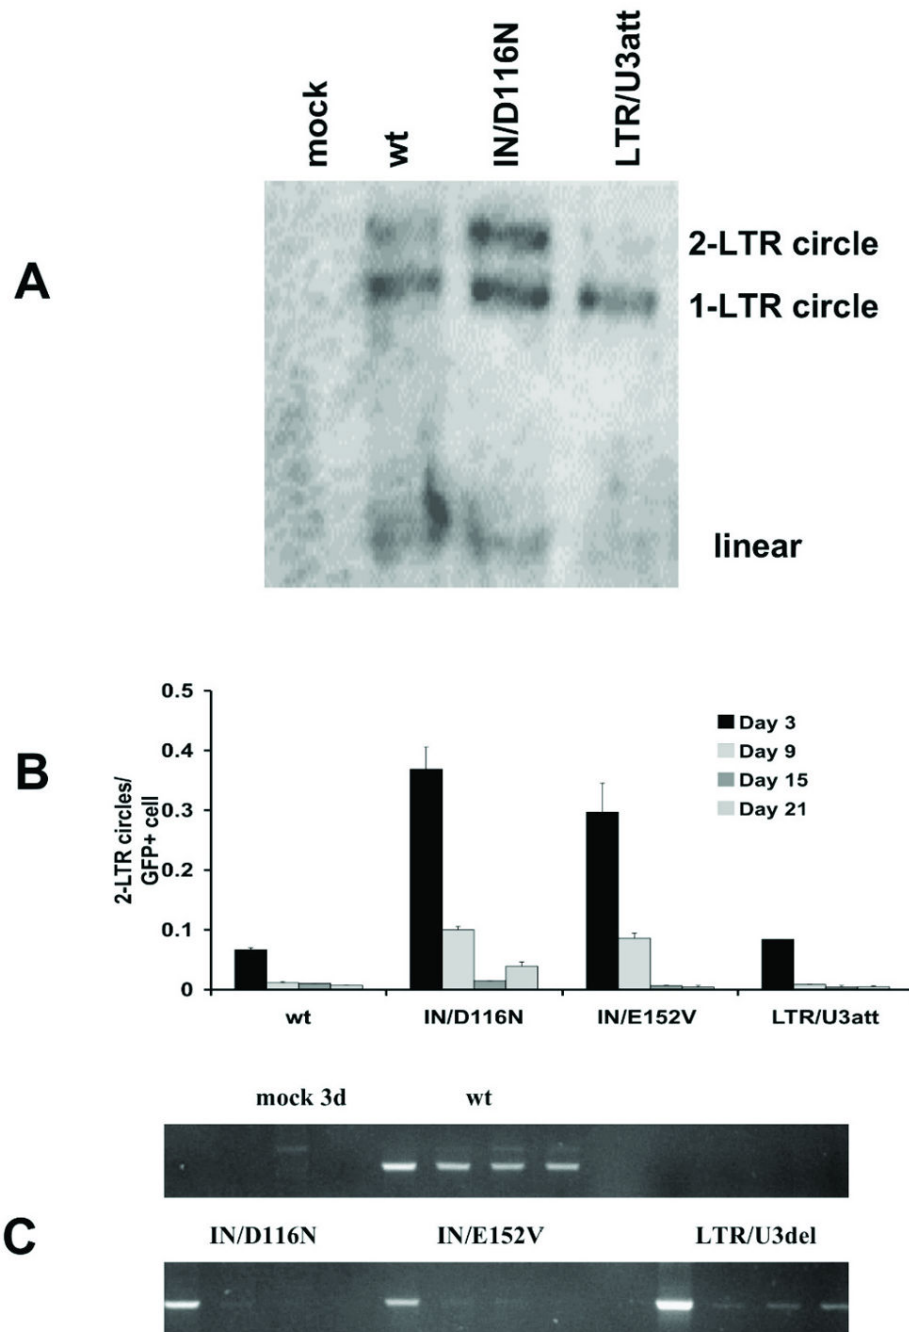 mock
wt
IN/D116N
LTR/U3att
A
2-LTR circle
1-LTR circle
linear
B
2-LTR circles/
GFP+ cell
0.5
0.4
0.3
0.2
0.1
0
Day 3
Day 9
Day 15
Day 21
wt
IN/D116N
IN/E152V
LTR/U3att
C
mock 3d
wt
IN/D116N
IN/E152V
LTR/U3del